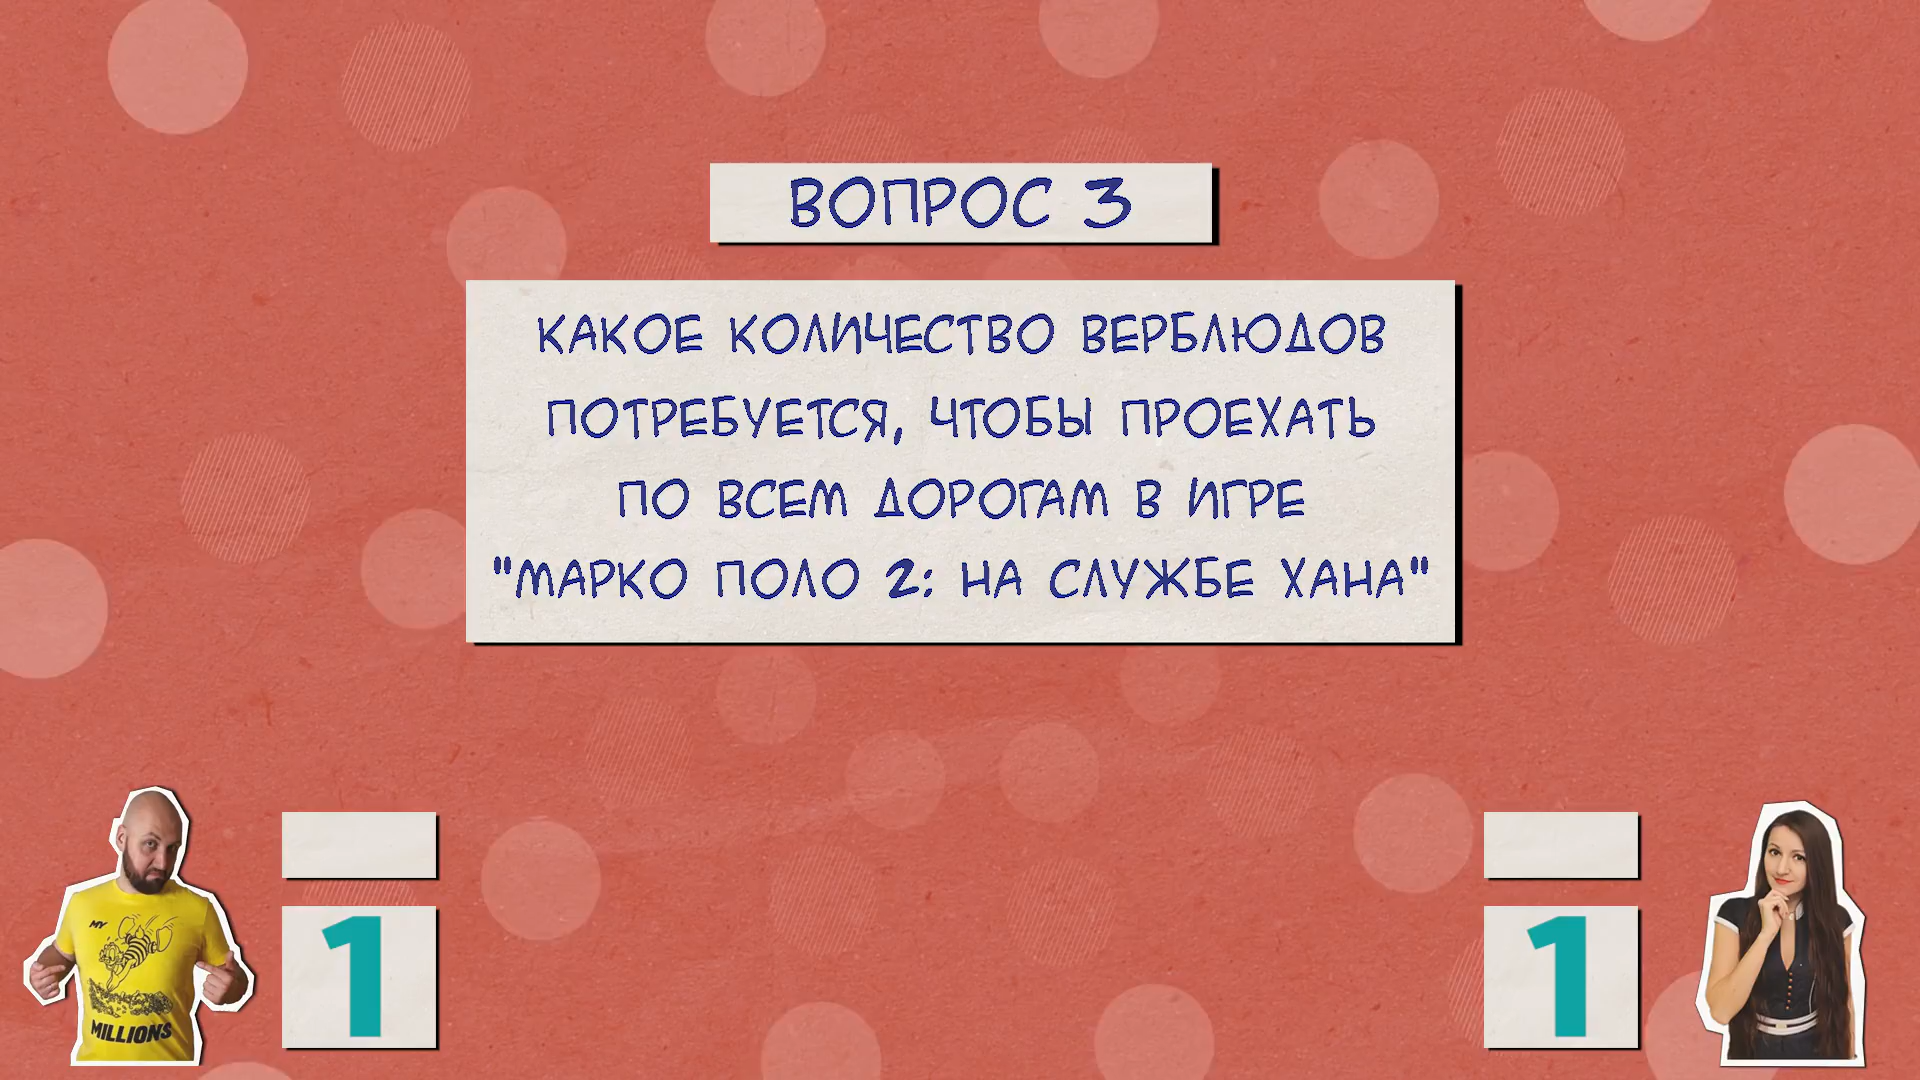 ВОПРОС 3
КАКОЕ КОЛИЧЕСТВО ВЕРБЛЮДОВ
ПОТРЕБУЕТСЯ, ЧТОБЫ ПРОЕХАТЬ
ПО ВСЕМ ДОРОГАМ В ИГРЕ
"МАРКО ПОЛО 2: НА СЛУЖБЕ ХАНА"
MY
MILLIONS
1
1